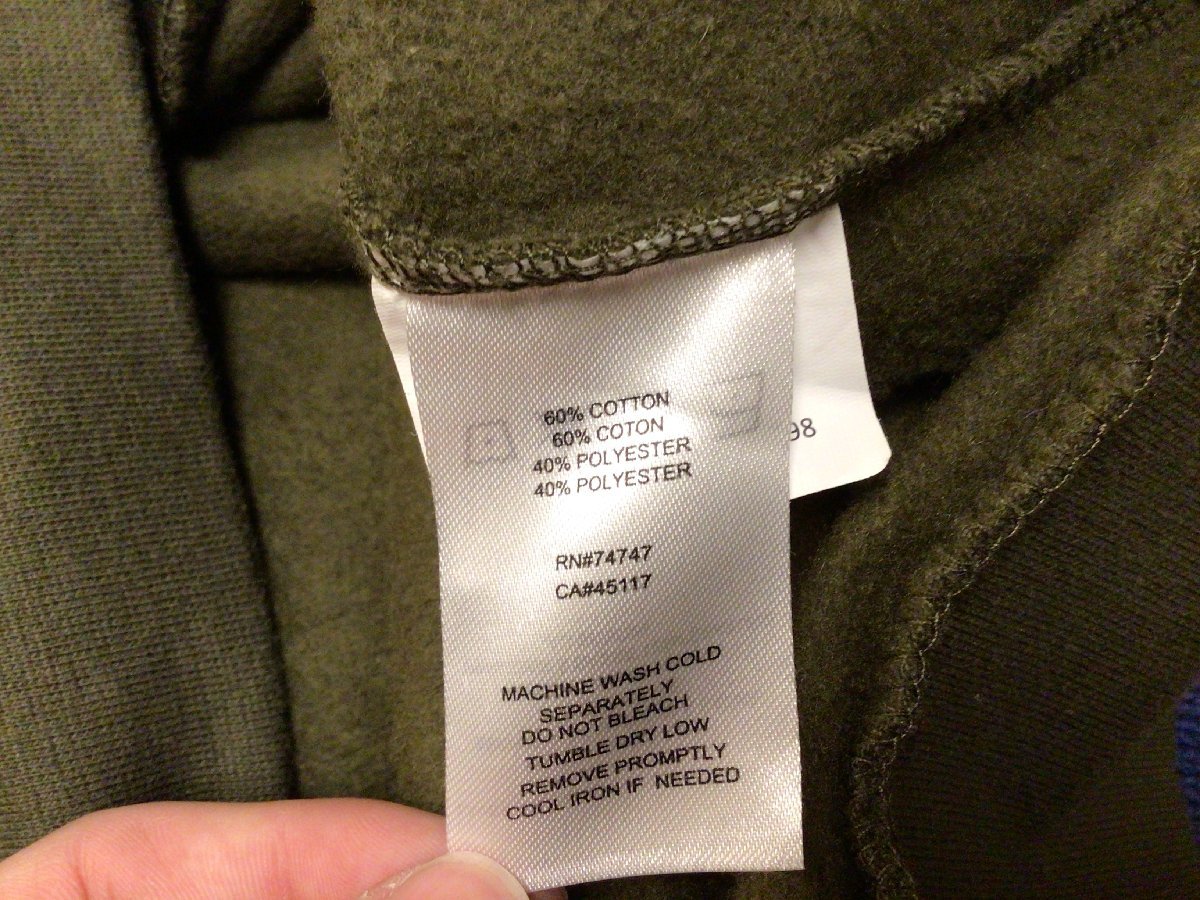 60% COTTON
60% COTON
40% POLYESTER
40% POLYESTER
98
RN#74747
CA#45117
MACHINE WASH COLD
SEPARATELY
DO NOT BLEACH
TUMBLE DRY LOW
REMOVE PROMPTLY
COOL IRON IF NEEDED